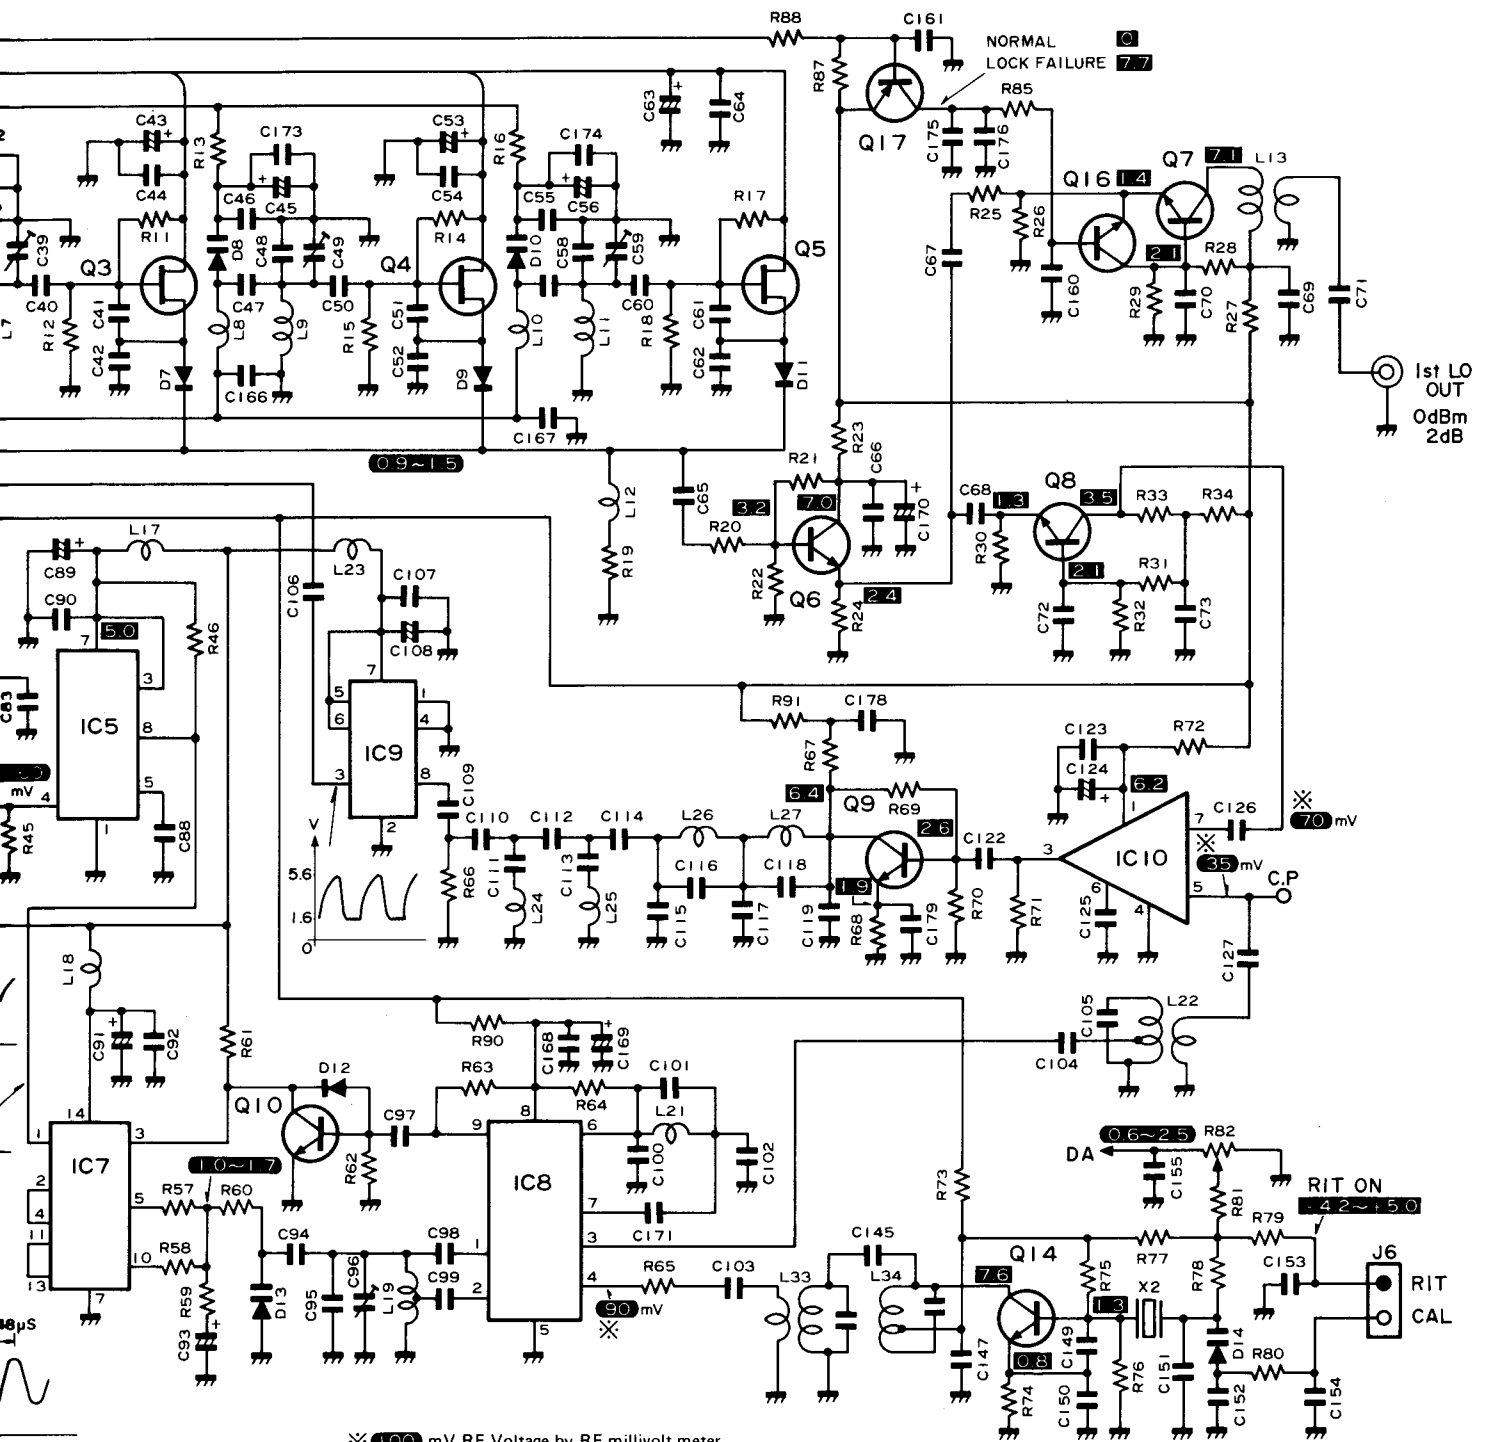 R88
C161
NORMAL 0
LOCK FAILURE 7.7
R87
Q17
R85
C175
C176
C63 +
C64
C43 +
C44
R11
R13
C173
+ C45
C46
C53 +
C54
R14
R16
C174
C55
+ C56
R17
C39
C40
Q3
C41
C42
R12
L7
D7
D8
C48
C47
C49
L8
L9
C166
C50
Q4
R15
C51
C52
D9
D10
C58
C59
C60
L10
L11
C167
R18
C61
C62
Q5
D11
Q16
1.4
Q7
7.1
L13
R25
R26
C67
C160
2.1
R28
R29
C70
R27
C69
C71
1st LO
OUT
0dBm
2dB
0.9~1.5
L12
R19
C65
R20
3.2
R21
7.0
R23
C66
+
C170
R22
Q6
R24
2.4
C68
1.3
Q8
3.5
R33
R34
R30
2.1
R31
C72
R32
C73
L17
C89 +
C90
7
5.0
IC5
3
8
5
4
1
R46
C83
mV
R45
C88
L23
C106
C107
C108
7
5
6
1
4
IC9
3
8
2
C109
V
5.6
1.6
0
C110
C112
C114
R66
C111
L24
C113
L25
L26
L27
C116
C118
C115
C117
C119
R91
C178
R67
6.4
Q9
R69
2.6
1.9
R68
C179
C122
R70
R71
C123
C124 +
R72
6.2
1
3
IC10
7
6
5
4
C125
C126
※
70 mV
※
35 mV
C.P
C127
L22
C105
C104
L18
+
C91
C92
R61
14
1
3
IC7
2
4
11
13
5
10
7
Q10
D12
R62
C97
1.0~1.7
R57
R60
R58
R59
+
C93
C94
D13
C95
C96
L19
C98
C99
R90
C168
+
C169
R63
R64
C101
L21
8
9
6
IC8
7
3
1
2
4
5
C100
C102
C171
R65
90 mV
※
C103
L33
C145
L34
R73
C147
Q14
7.6
1.3
0.8
R74
R75
C149
C150
R76
X2
R77
C151
R78
D14
C152
R79
R80
C153
C154
DA
0.6~2.5
R82
C155
R81
RIT ON
J6
RIT
CAL
48μS
※ 100 mV RF Voltage by RF millivolt meter